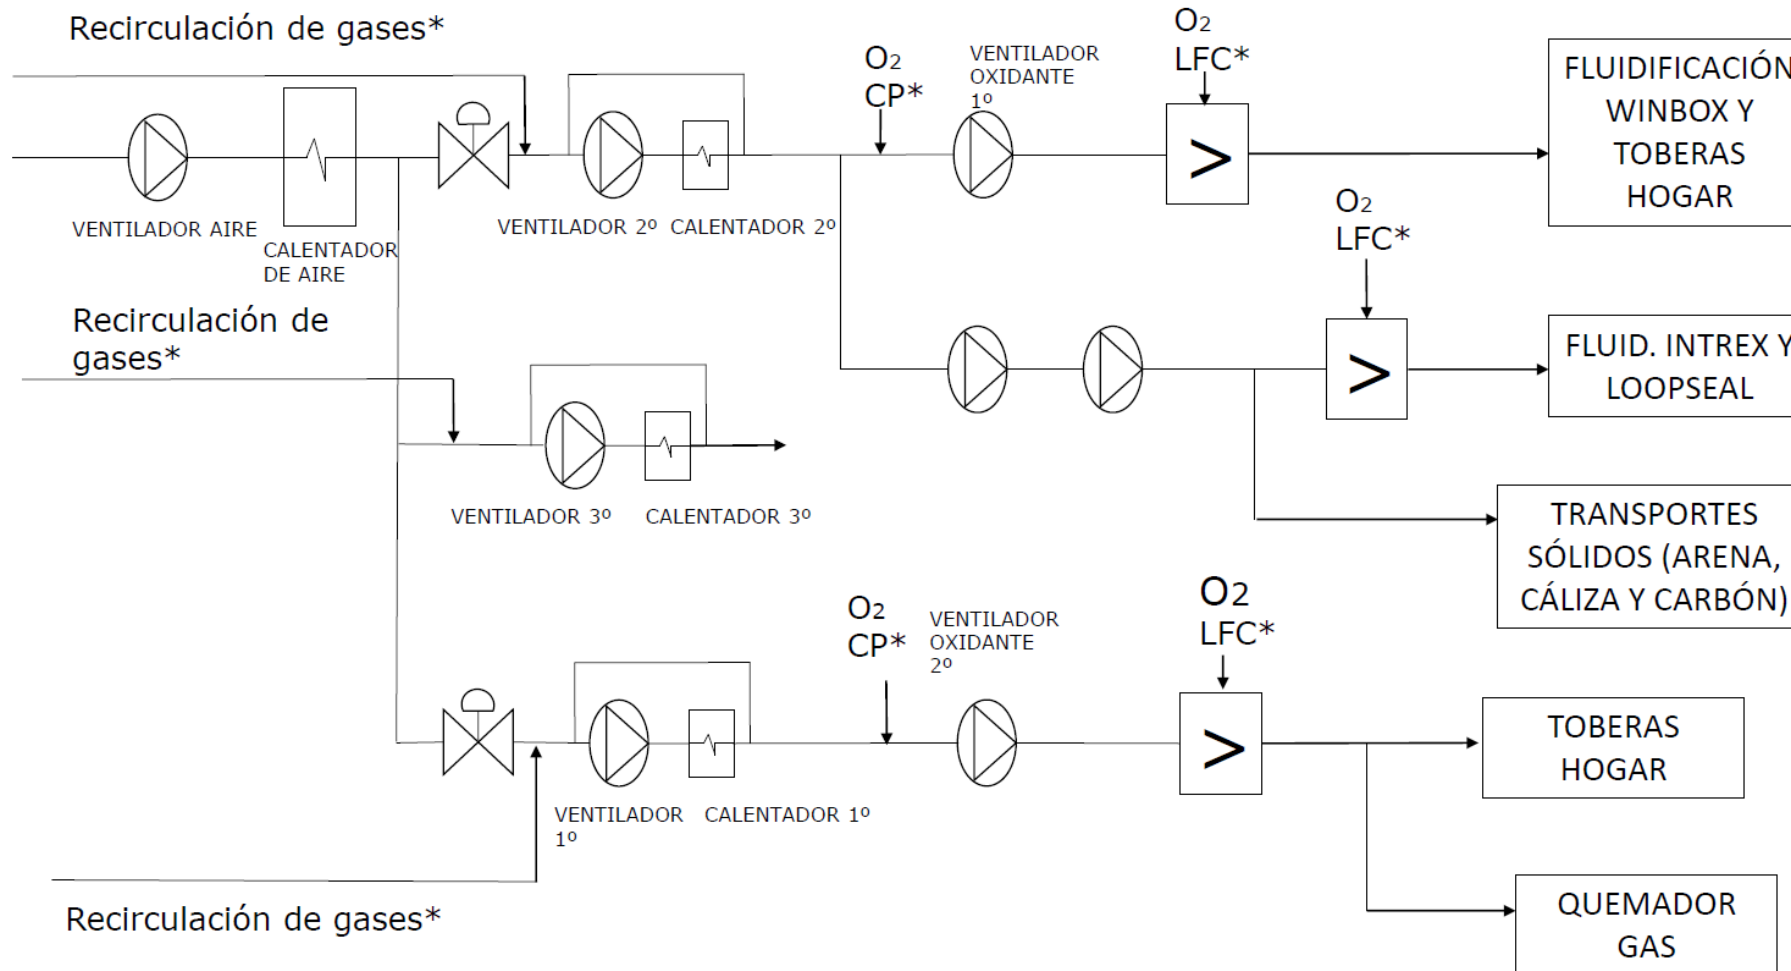 Recirculación de gases*
O2
CP*
VENTILADOR
OXIDANTE
1º
O2
LFC*
FLUIDIFICACIÓN
WINBOX Y
TOBERAS
HOGAR
>
VENTILADOR AIRE
CALENTADOR
DE AIRE
VENTILADOR 2º
CALENTADOR 2º
O2
LFC*
Recirculación de
gases*
>
FLUID. INTREX Y
LOOPSEAL
VENTILADOR 3º
CALENTADOR 3º
TRANSPORTES
SÓLIDOS (ARENA,
CÁLIZA Y CARBÓN)
O2
CP*
VENTILADOR
OXIDANTE
2º
O2
LFC*
>
TOBERAS
HOGAR
VENTILADOR
1º
CALENTADOR 1º
Recirculación de gases*
QUEMADOR
GAS